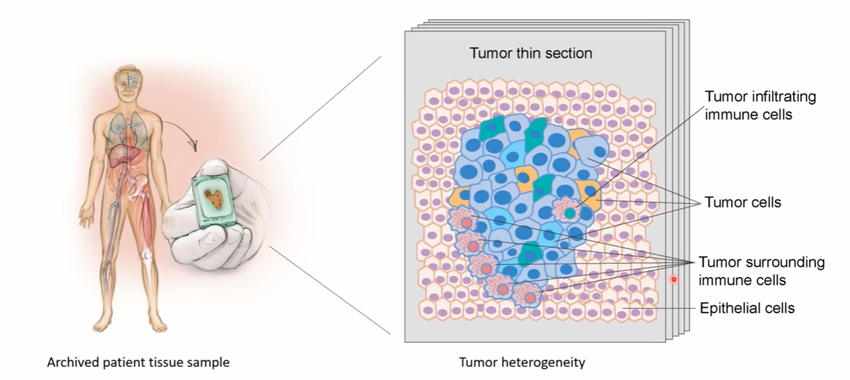 Tumor thin section
Tumor infiltrating
immune cells
Tumor cells
Tumor surrounding
immune cells
Epithelial cells
Archived patient tissue sample
Tumor heterogeneity